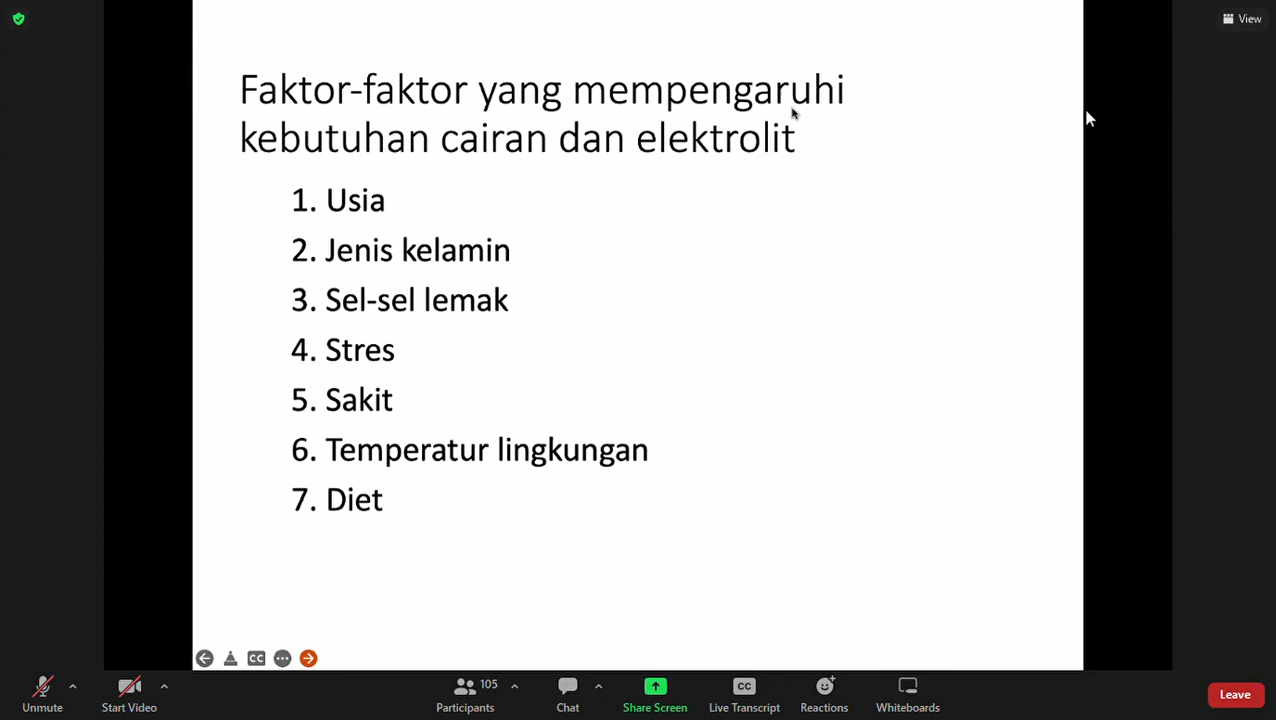 View
Faktor-faktor yang mempengaruhi
kebutuhan cairan dan elektrolit
1. Usia
2. Jenis kelamin
3. Sel-sel lemak
4. Stres
5. Sakit
6. Temperatur lingkungan
7. Diet
CC
105
CC
Unmute
Start Video
Participants
Chat
Share Screen
Live Transcript
Reactions
Whiteboards
Leave